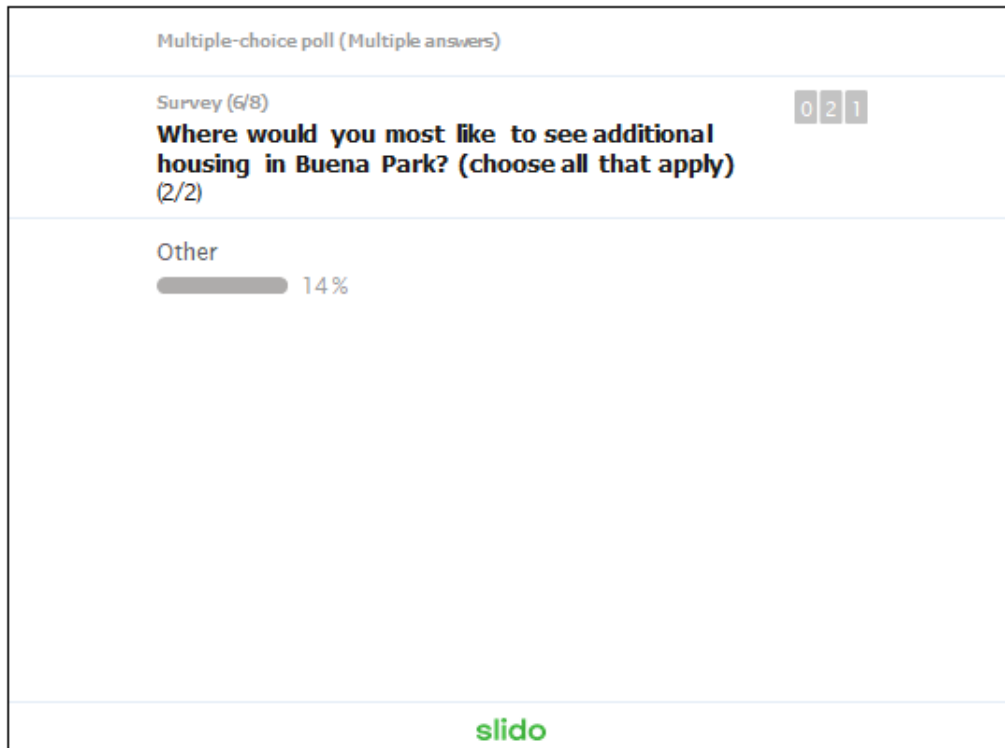 Multiple-choice poll (Multiple answers)
Survey (6/8)
0 2 1
Where would you most like to see additional
housing in Buena Park? (choose all that apply)
(2/2)
Other
14%
slido